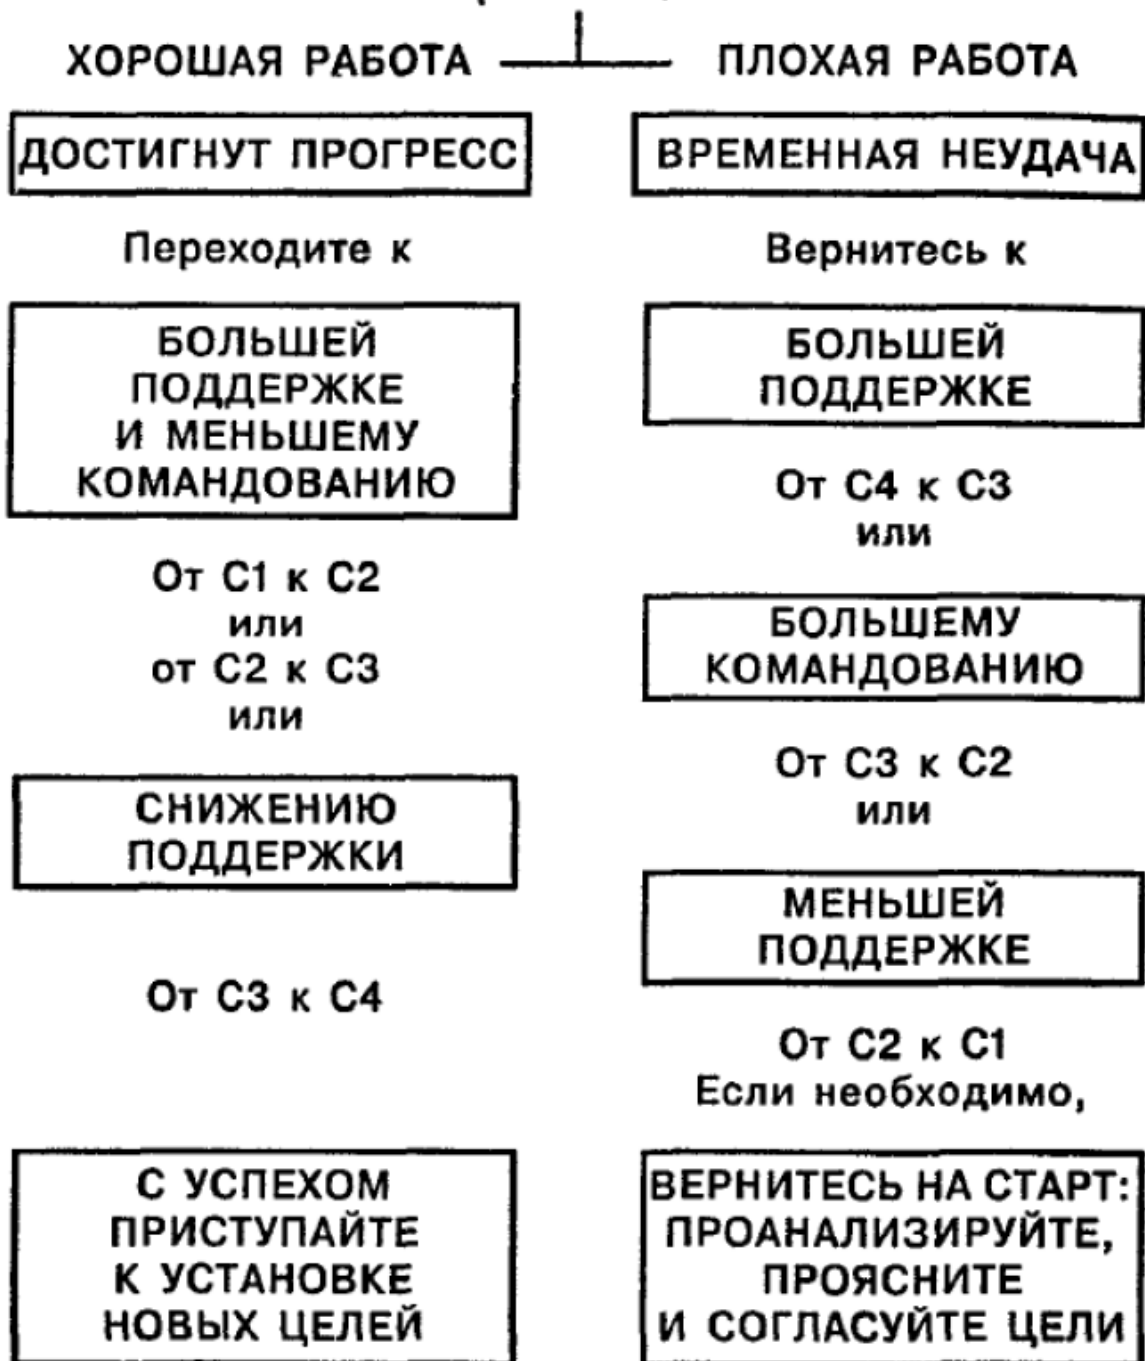 ХОРОШАЯ РАБОТА
ДОСТИГНУТ ПРОГРЕСС
Переходите к
БОЛЬШЕЙ
ПОДДЕРЖКЕ
И МЕНЬШЕМУ
КОМАНДОВАНИЮ
От С1 к С2
или
от С2 к С3
или
СНИЖЕНИЮ
ПОДДЕРЖКИ
От С3 к С4
С УСПЕХОМ
ПРИСТУПАЙТЕ
К УСТАНОВКЕ
НОВЫХ ЦЕЛЕЙ
ПЛОХАЯ РАБОТА
ВРЕМЕННАЯ НЕУДАЧА
Вернитесь к
БОЛЬШЕЙ
ПОДДЕРЖКЕ
От С4 к С3
или
БОЛЬШЕМУ
КОМАНДОВАНИЮ
От С3 к С2
или
МЕНЬШЕЙ
ПОДДЕРЖКЕ
От С2 к С1
Если необходимо,
ВЕРНИТЕСЬ НА СТАРТ:
ПРОАНАЛИЗИРУЙТЕ,
ПРОЯСНИТЕ
И СОГЛАСУЙТЕ ЦЕЛИ